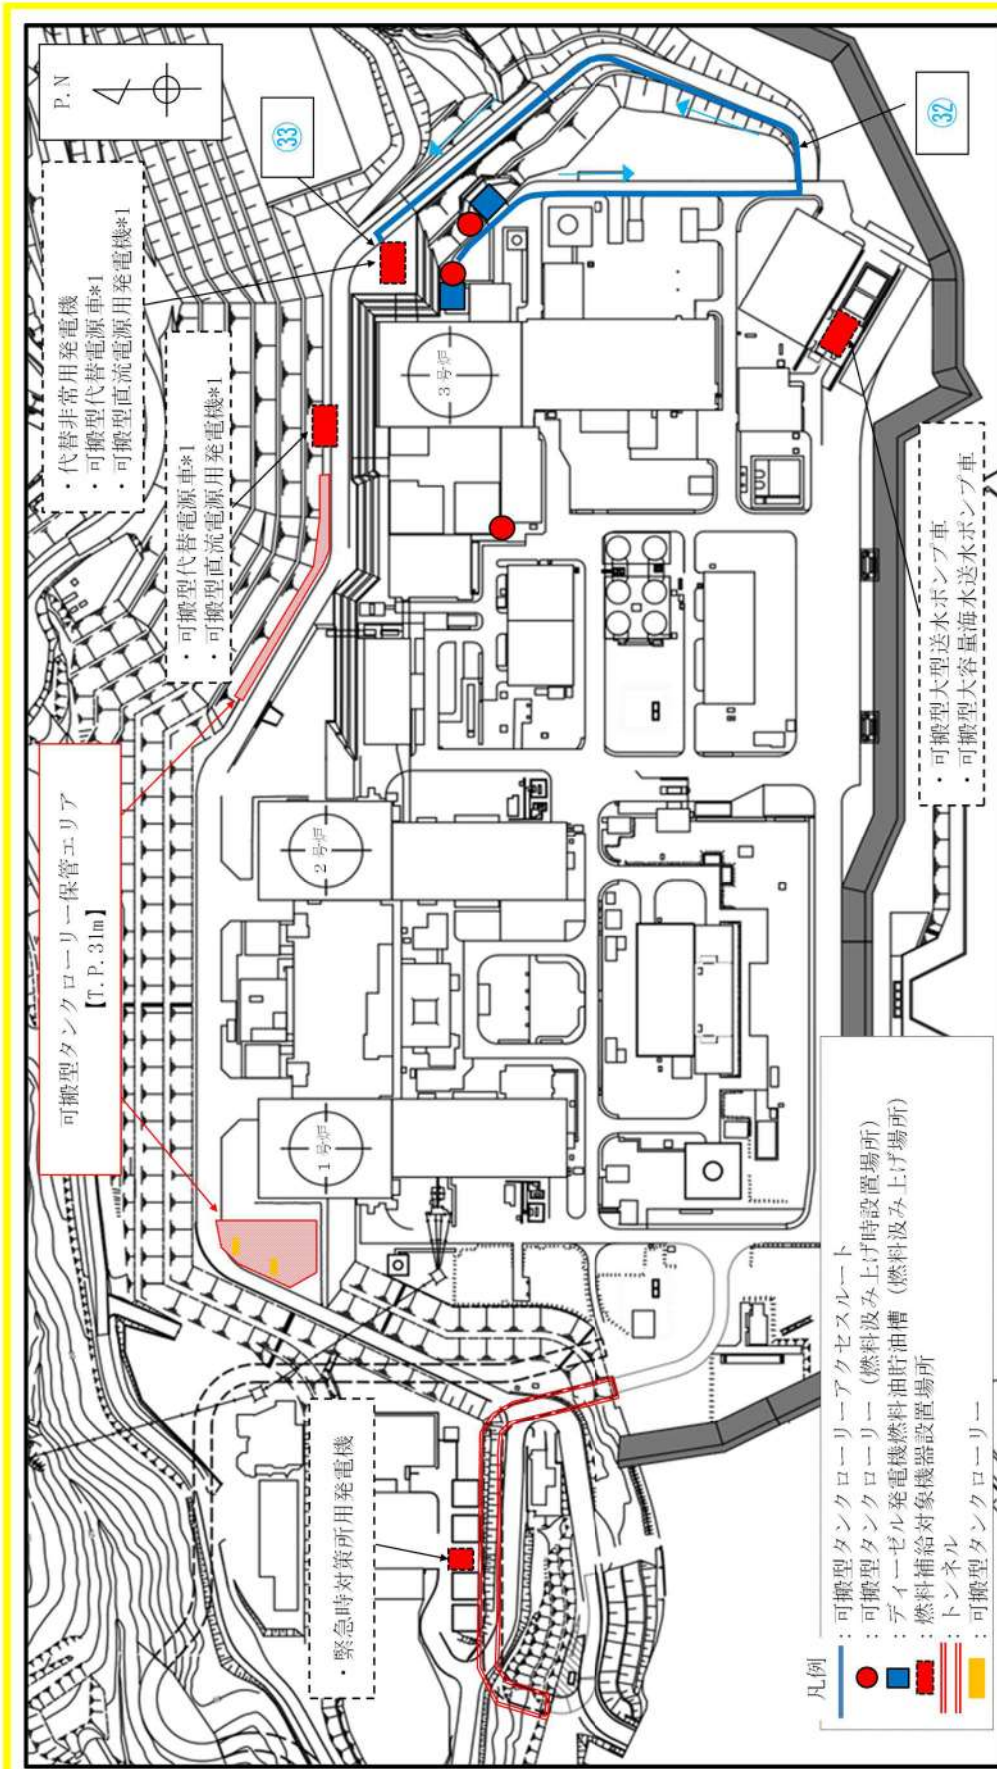 P.N
㉝
㉜
・代替非常用発電機
・可搬型代替電源車*1
・可搬型直流電源用発電機*1
・可搬型代替電源車*1
・可搬型直流電源用発電機*1
可搬型タンクローリー保管エリア
【T.P.31m】
・緊急時対策所用発電機
1号炉
2号炉
3号炉
・可搬型大型送水ポンプ車
・可搬型大容量海水送水ポンプ車
凡例
：可搬型タンクローリーアクセスルート
：可搬型タンクローリー（燃料汲み上げ時設置場所）
：ディーゼル発電機燃料油貯油槽（燃料汲み上げ場所）
：燃料補給対象機器設置場所
：トンネル
：可搬型タンクローリー